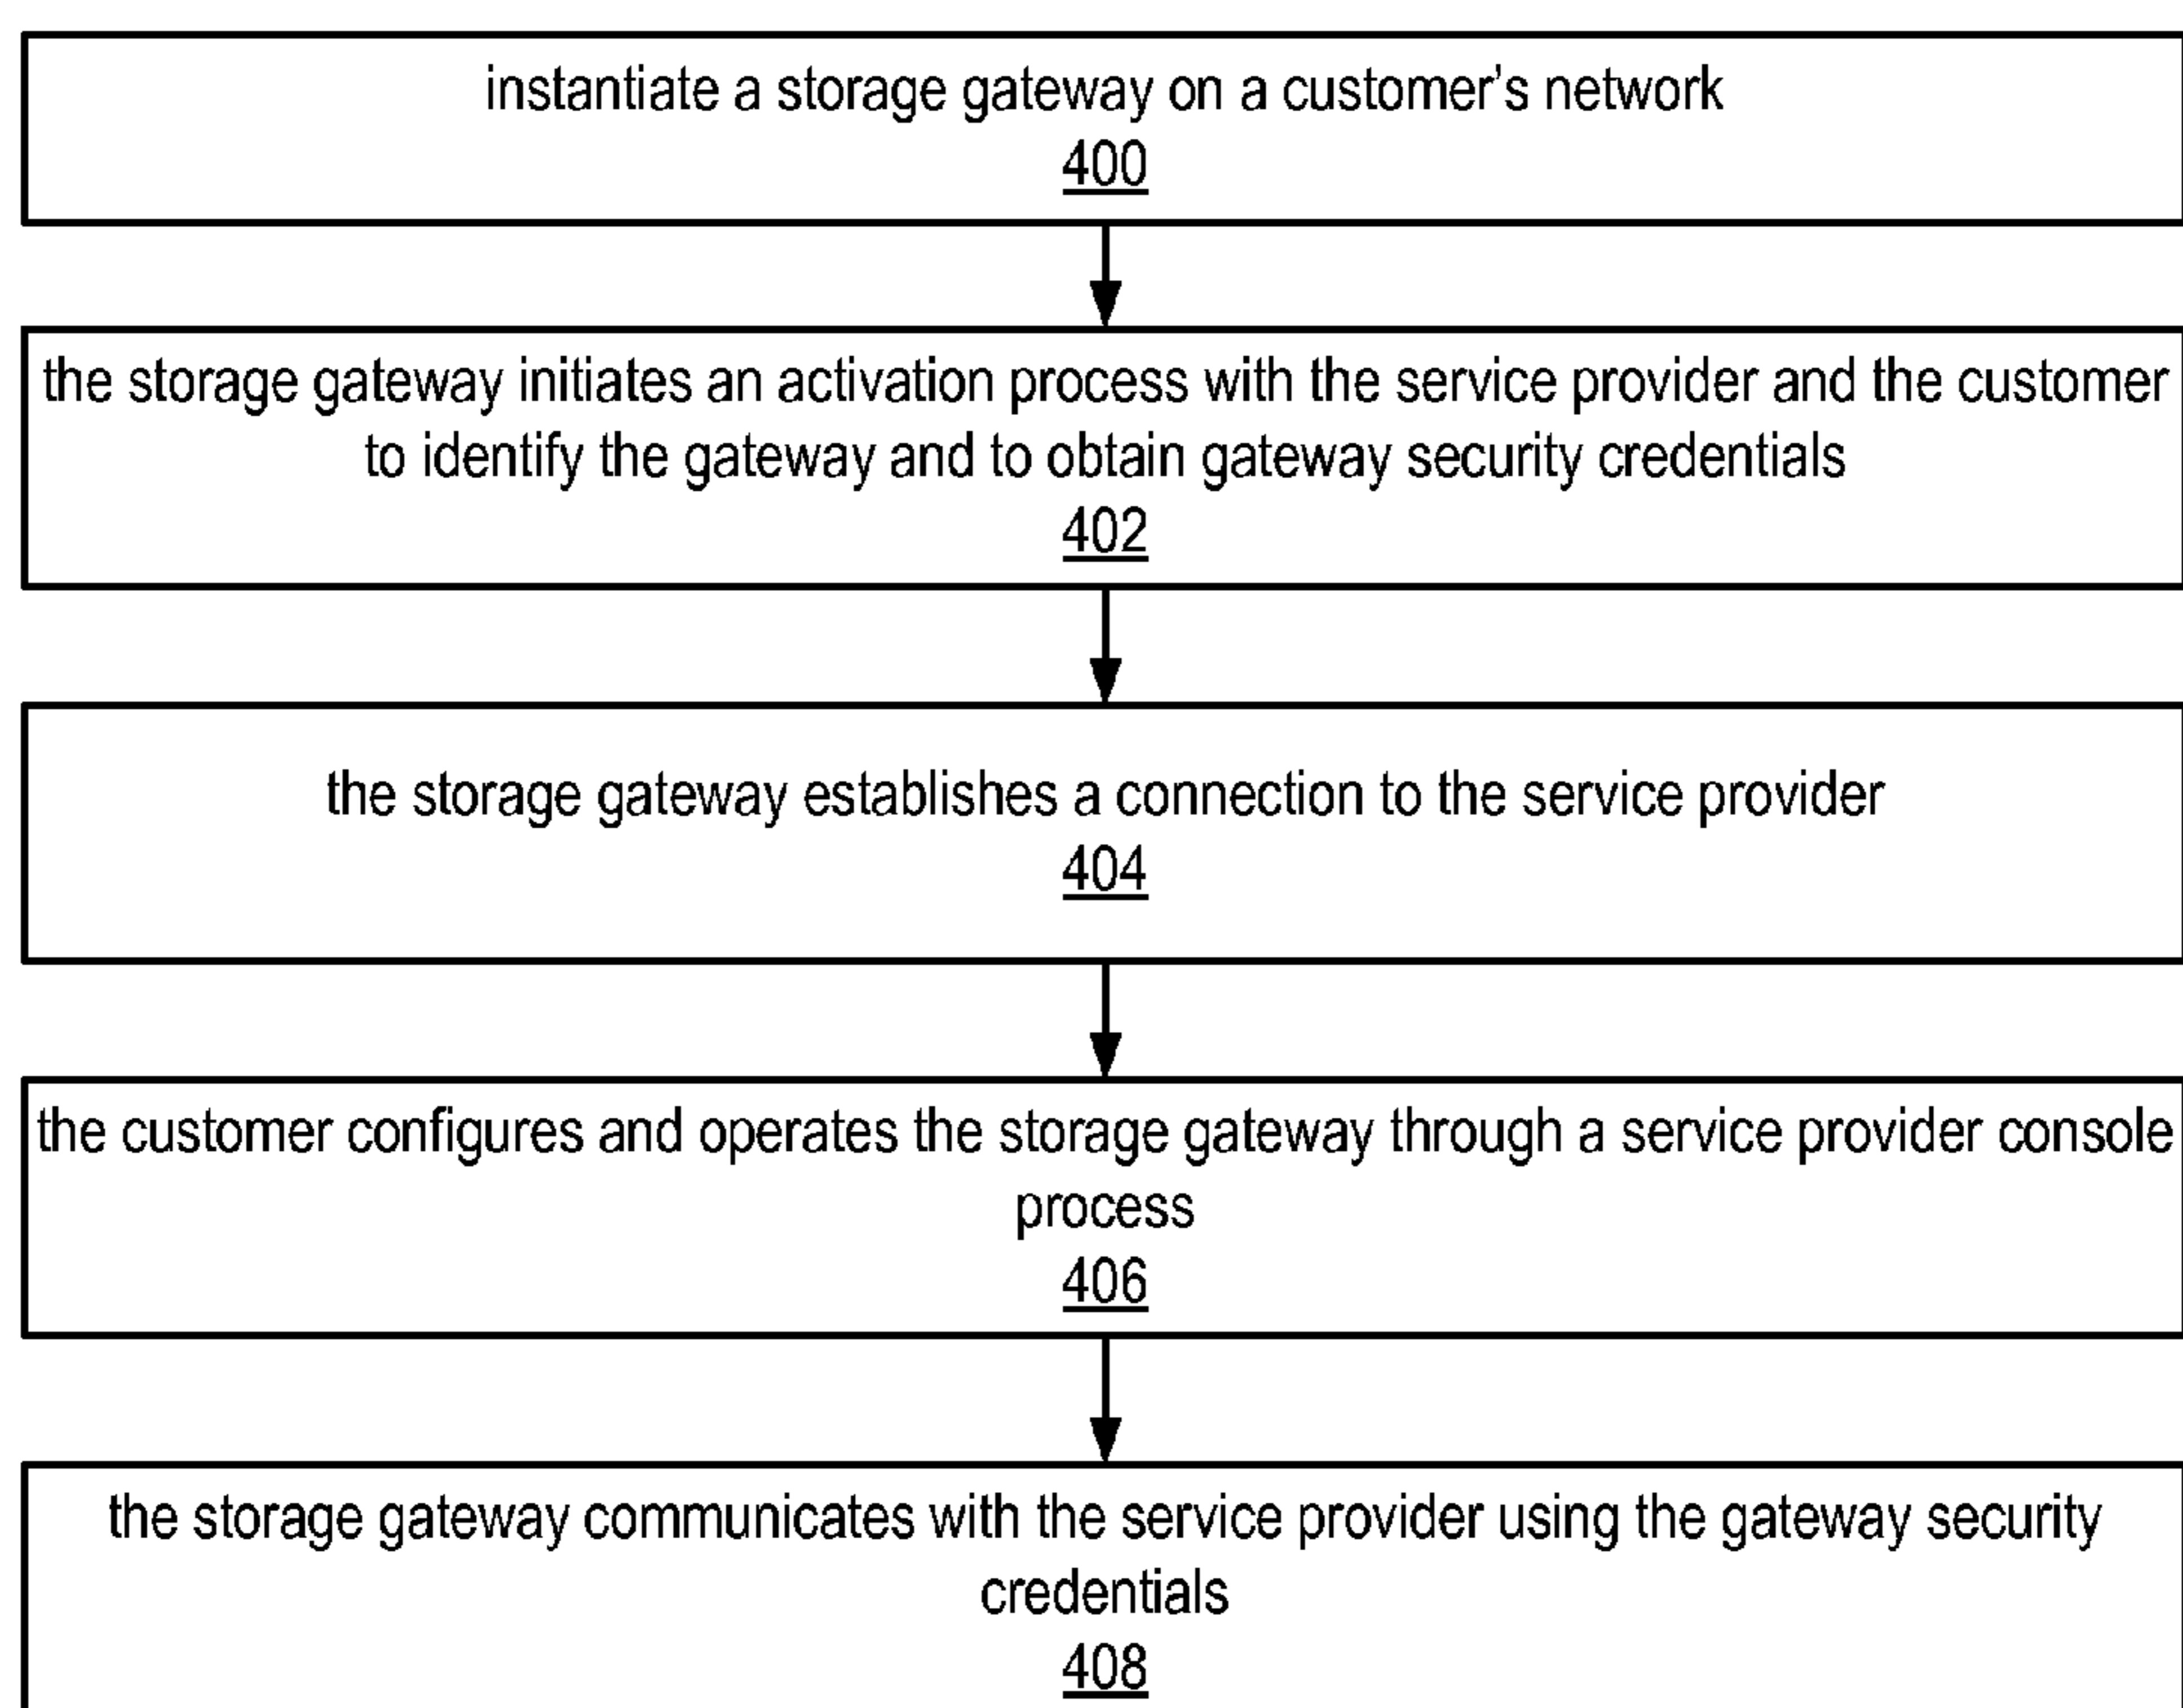 instantiate a storage gateway on a customer's network
400
the storage gateway initiates an activation process with the service provider and the customer
to identify the gateway and to obtain gateway security credentials
402
the storage gateway establishes a connection to the service provider
404
the customer configures and operates the storage gateway through a service provider console
process
406
the storage gateway communicates with the service provider using the gateway security
credentials
408